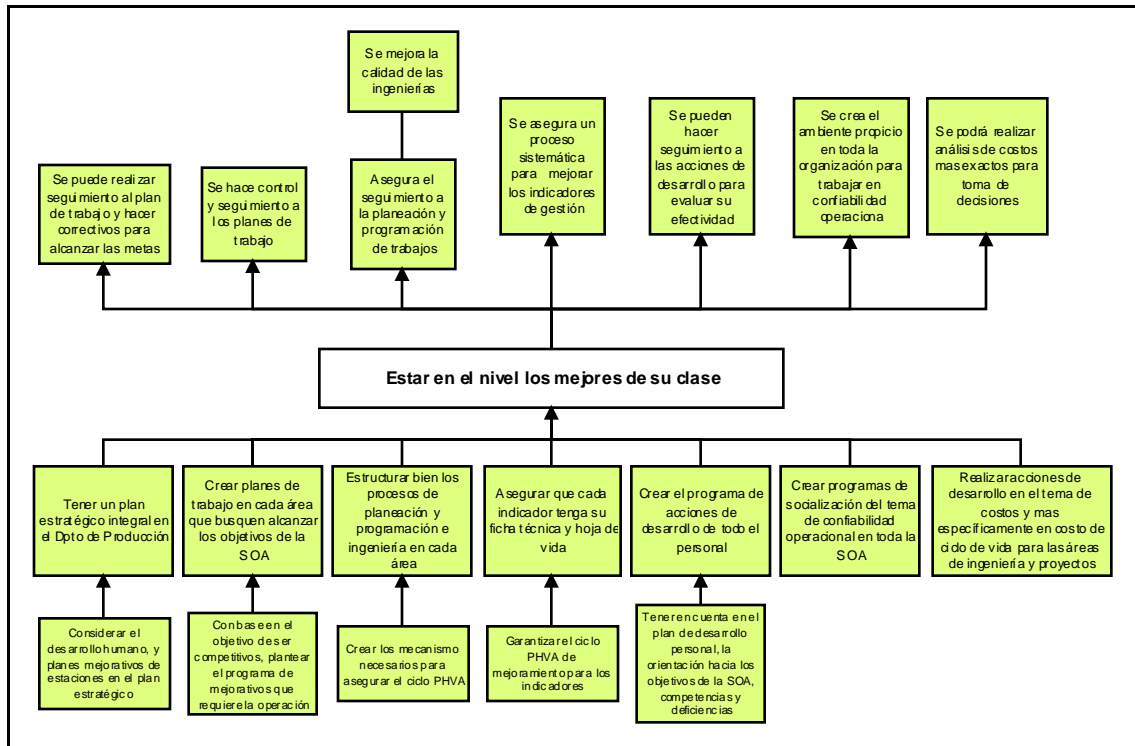 Se mejora la
calidad de las
ingenierías
Se puede realizar
seguimiento al plan
de trabajo y hacer
correctivos para
alcanzar las metas
Se hace control
y seguimiento a
los planes de
trabajo
Asegura el
seguimiento a
la planeación y
programación
de trabajos
Se asegura un
proceso
sistemática
para mejorar
los indicadores
de gestión
Se pueden
hacer
seguimiento a
las acciones de
desarrllo para
evaluar su
efectividad
Se crea el
ambiente propicio
en toda la
organización para
trabajar en
confiabilidad
operaciona
Se podrá realizar
análisis de costos
mas exactos para
toma de
decisiones
Estar en el nivel los mejores de su clase
Tener un plan
estratégico integral en
el Dpto de Producción
Crear planes de
trabajo en cada área
que busquen alcanzar
los objetivos de la
SOA
Estructurar bien los
procesos de
planeación y
programación e
ingeniería en cada
área
Asegurar que cada
indicador tenga su
ficha técnica y hoja de
vida
Crear el programa de
acciones de
desarrollo de todo el
personal
Crear programas de
socialización del tema
de confiabilidad
operacional en toda la
SOA
Realizar acciones de
desarrollo en el tema de
costos y mas
específicamente en costo de
ciclo de vida para las áreas
de ingeniería y proyectos
Considerar el
desarrollo humano, y
planes mejorativos de
estaciones en el plan
estratégico
Con base en el
objetivo de ser
competitivos, plantear
el programa de
mejorativos que
requiere la operación
Crear los mecanismo
necesarios para
asegurar el ciclo PHVA
Garantizar el ciclo
PHVA de
mejoramiento para los
indicadores
Tener en cuenta en el
plan de desarrollo
personal, la
orientación hacia los
objetivos de la SOA,
competencias y
deficiencias